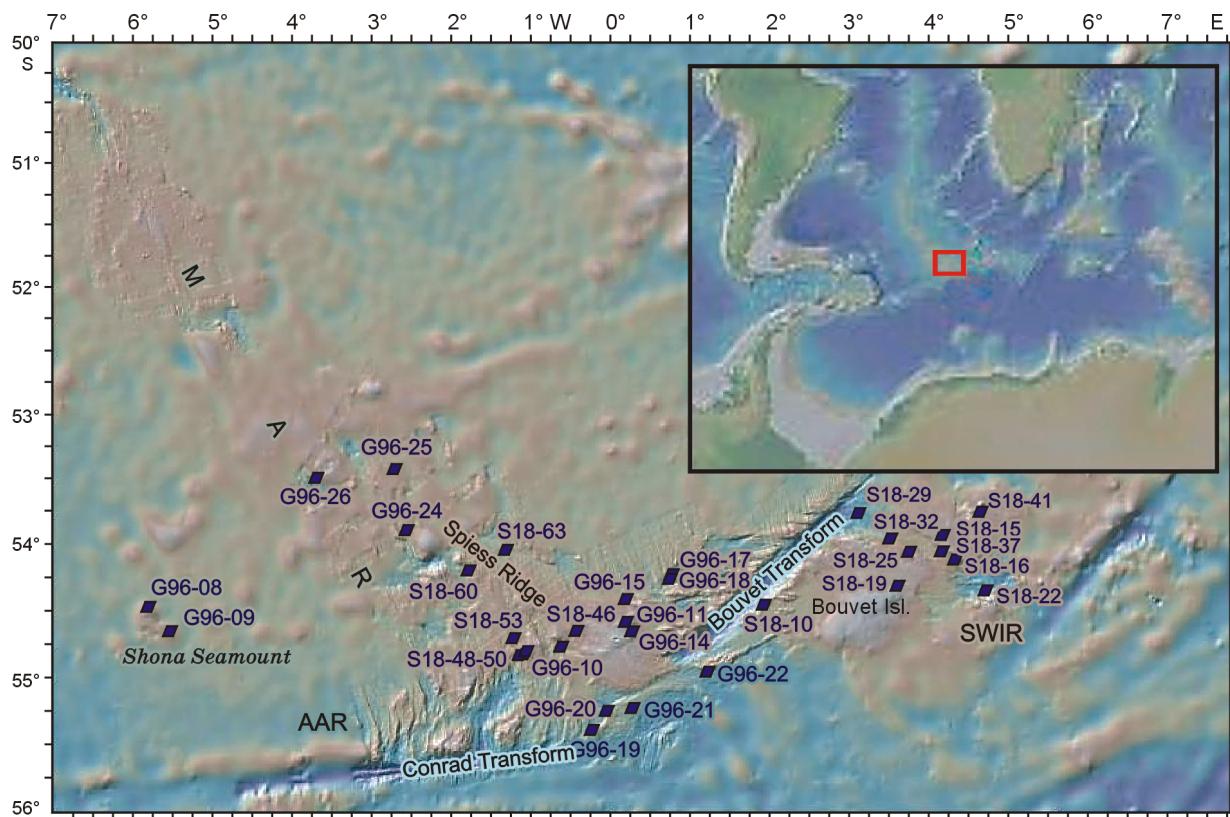 7° 6° 5° 4° 3° 2° 1° W 0° 1° 2° 3° 4° 5° 6° 7° E
50°
S
51°
52°
53°
54°
55°
56°
M
A
R
G96-25
G96-26
G96-24
S18-29
S18-41
S18-32
S18-15
S18-63
Spiess Ridge
S18-37
G96-17
S18-25
S18-16
G96-15
G96-18
Bouvet Transform
S18-60
G96-08
S18-19
S18-22
Bouvet Isl.
G96-09
S18-53
S18-46
G96-11
S18-10
G96-14
SWIR
Shona Seamount
S18-48-50
G96-10
G96-22
AAR
G96-20
G96-21
G96-19
Conrad Transform